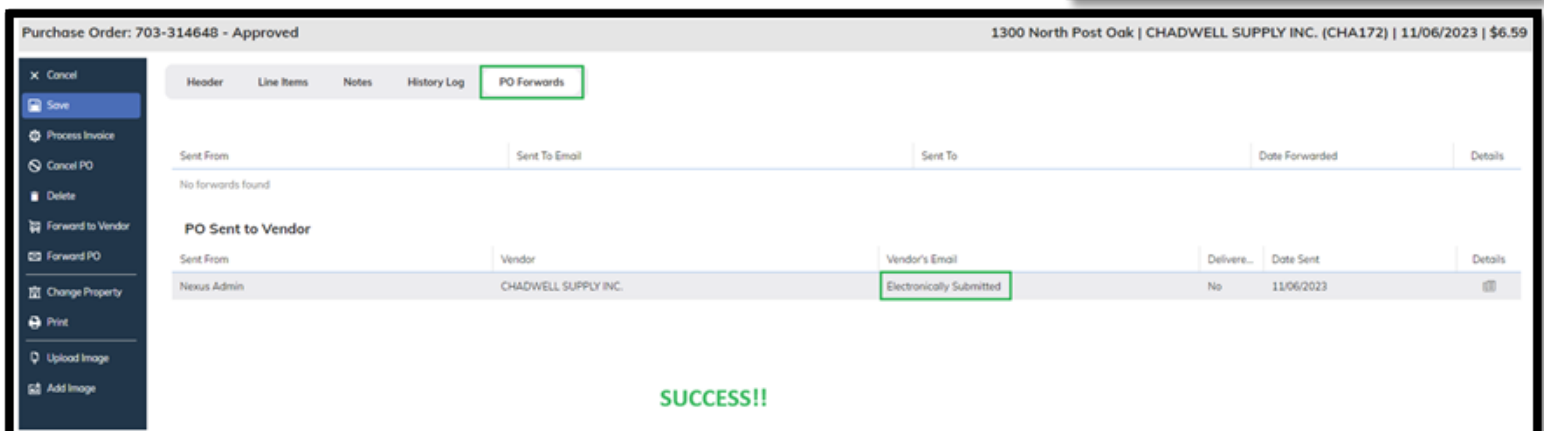 Purchase Order: 703-314648 - Approved 1300 North Post Oak | CHADWELL SUPPLY INC. (CHA172) | 11/06/2023 | $6.59
Cancel
Save
Process Invoice
Cancel PO
Delete
Forward to Vendor
Forward PO
Change Property
Print
Upload Image
Add Image
Header Line Items Notes History Log PO Forwards
Sent From Sent To Email Sent To Date Forwarded Details
No forwards found
PO Sent to Vendor
Sent From Vendor Vendor's Email Delivere... Date Sent Details
Nexus Admin CHADWELL SUPPLY INC. Electronically Submitted No 11/06/2023
SUCCESS!!